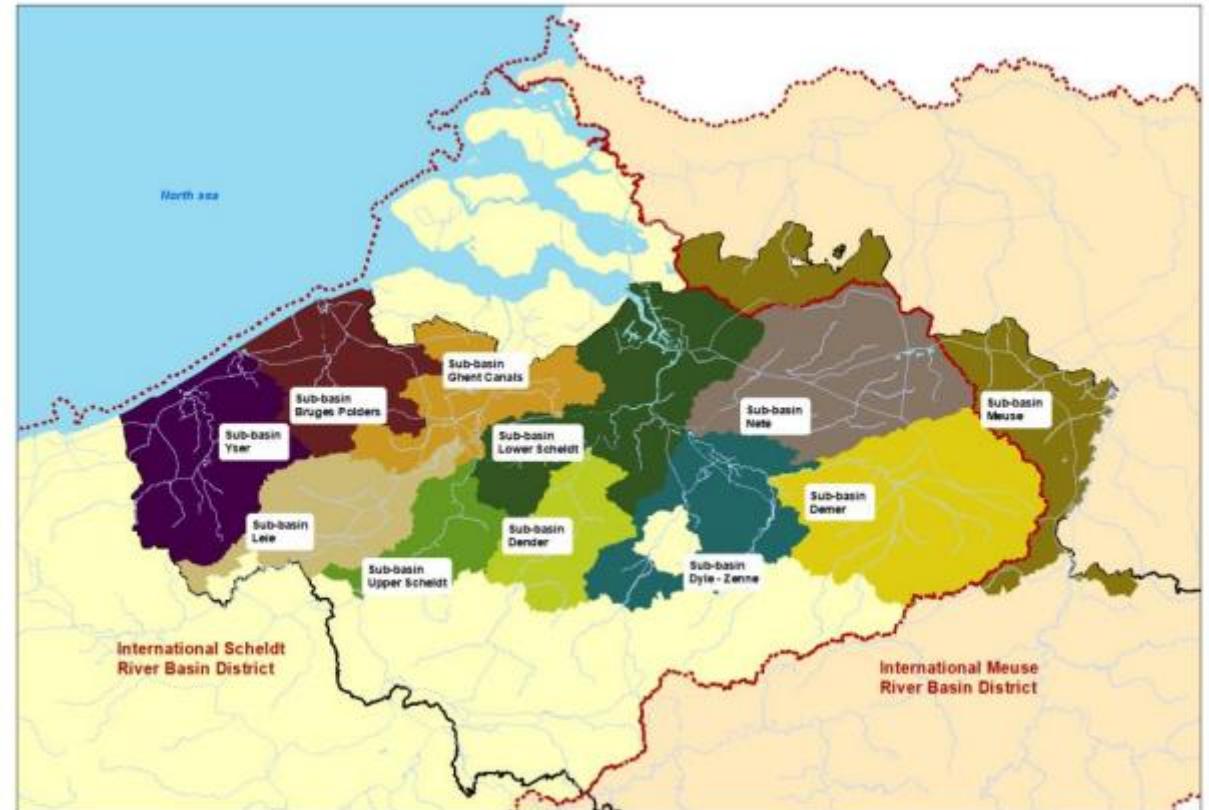 North sea
Sub-basin
Ghent Canals
Sub-basin
Bruges Polders
Sub-basin
Meuse
Sub-basin
Nete
Sub-basin
Yser
Sub-basin
Lower Scheldt
Sub-basin
Demer
Sub-basin
Leie
Sub-basin
Dender
Sub-basin
Upper Scheldt
Sub-basin
Dyle - Zenne
International Scheldt
River Basin District
International Meuse
River Basin District